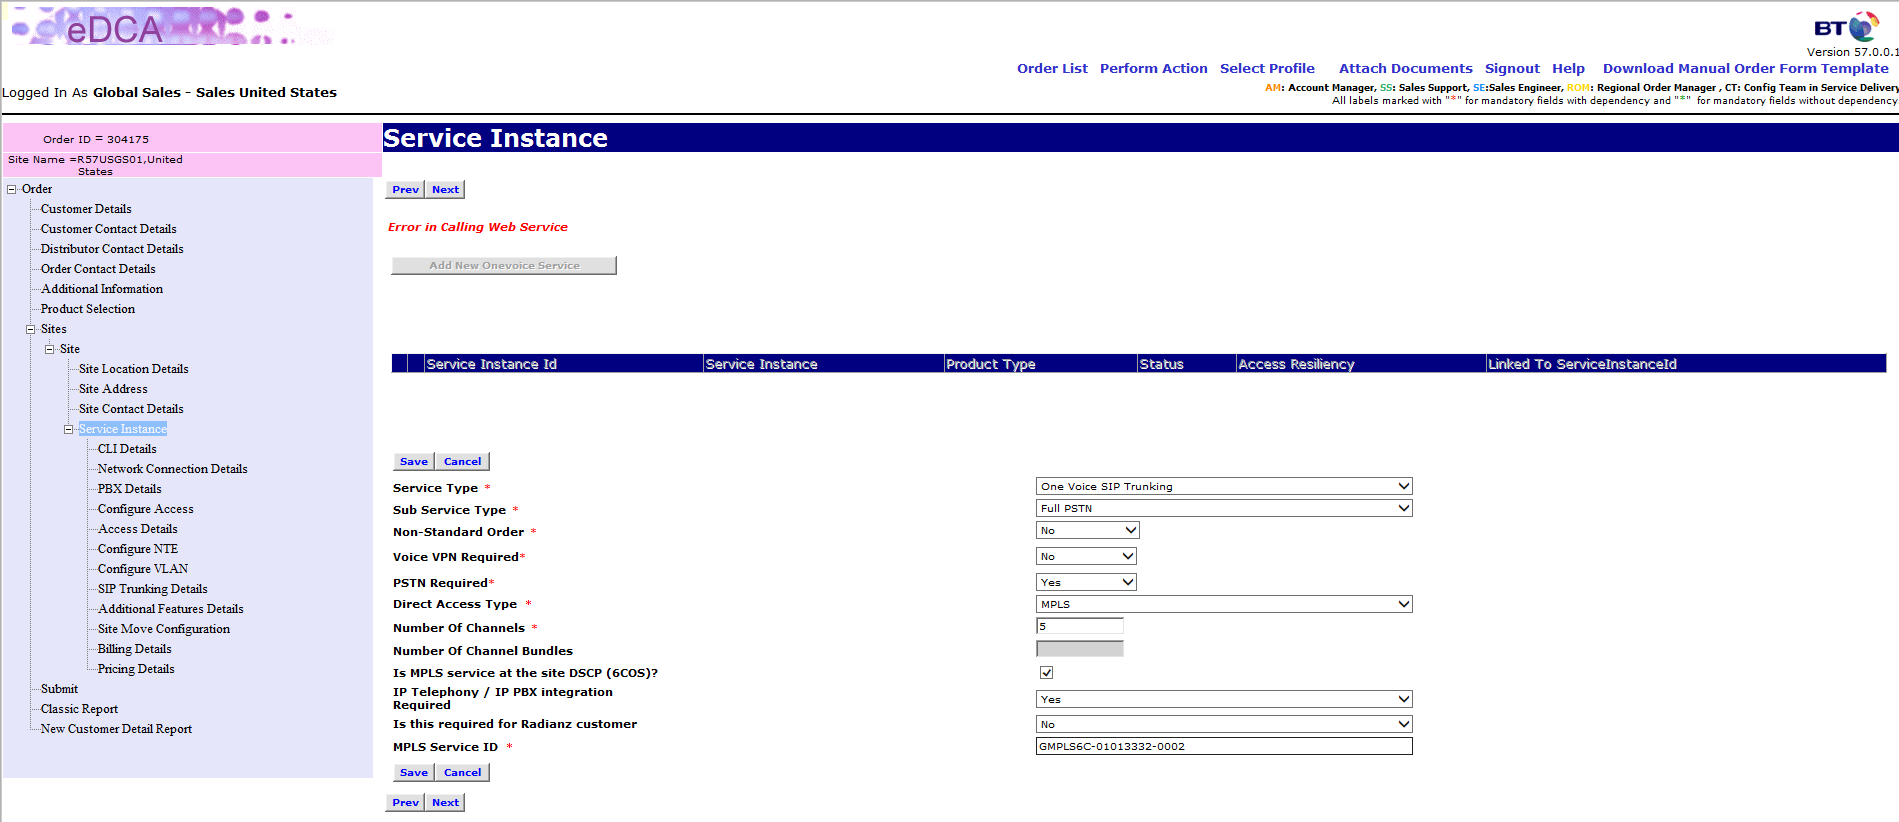 eDCA
BT
Version 57.0.0.1
Order List Perform Action Select Profile Attach Documents Signout Help Download Manual Order Form Template
Logged In As Global Sales - Sales United States
AM: Account Manager, SS: Sales Support, SE:Sales Engineer, ROM: Regional Order Manager , CT: Config Team in Service Delivery
All labels marked with "*" for mandatory fields with dependency and "*" for mandatory fields without dependency
Order ID = 304175
Site Name =R57USGS01,United
States
Order
Customer Details
Customer Contact Details
Distributor Contact Details
Order Contact Details
Additional Information
Product Selection
Sites
Site
Site Location Details
Site Address
Site Contact Details
Service Instance
CLI Details
Network Connection Details
PBX Details
Configure Access
Access Details
Configure NTE
Configure VLAN
SIP Trunking Details
Additional Features Details
Site Move Configuration
Billing Details
Pricing Details
Submit
Classic Report
New Customer Detail Report
Service Instance
Prev Next
Error in Calling Web Service
Add New Onevoice Service
Service Instance Id Service Instance Product Type Status Access Resiliency Linked To ServiceInstanceId
Save Cancel
Service Type * One Voice SIP Trunking
Sub Service Type * Full PSTN
Non-Standard Order * No
Voice VPN Required* No
PSTN Required* Yes
Direct Access Type * MPLS
Number Of Channels * 5
Number Of Channel Bundles
Is MPLS service at the site DSCP (6COS)?
IP Telephony / IP PBX integration
Required Yes
Is this required for Radianz customer No
MPLS Service ID * GMPLS6C-01013332-0002
Save Cancel
Prev Next